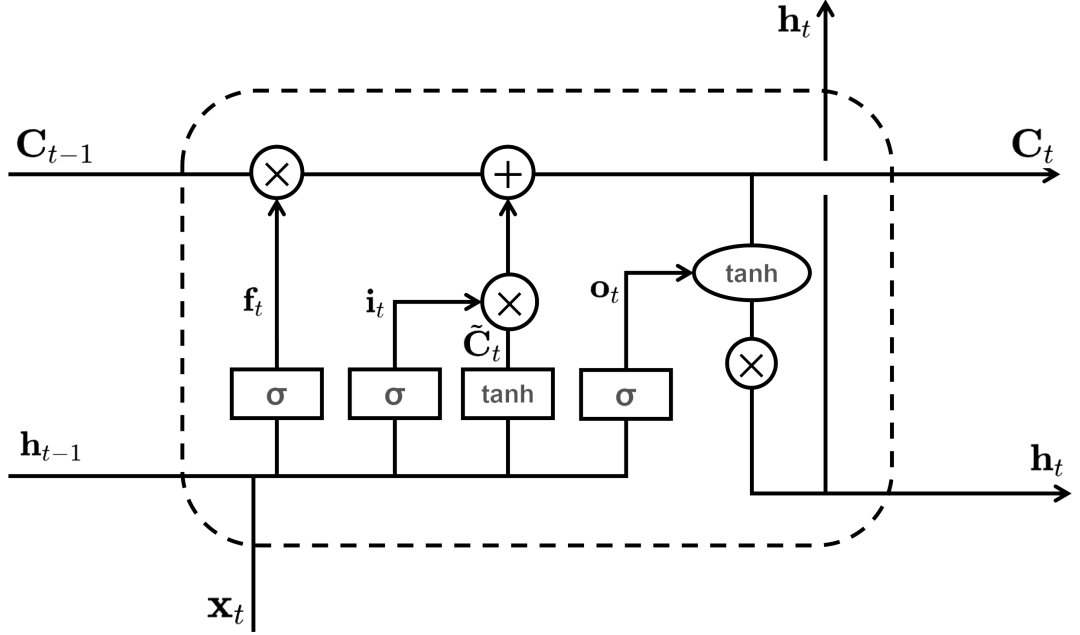 h_t
C_{t-1}
C_t
×
+
tanh
f_t
i_t
×
o_t
C̃_t
×
σ
σ
tanh
σ
h_{t-1}
h_t
x_t